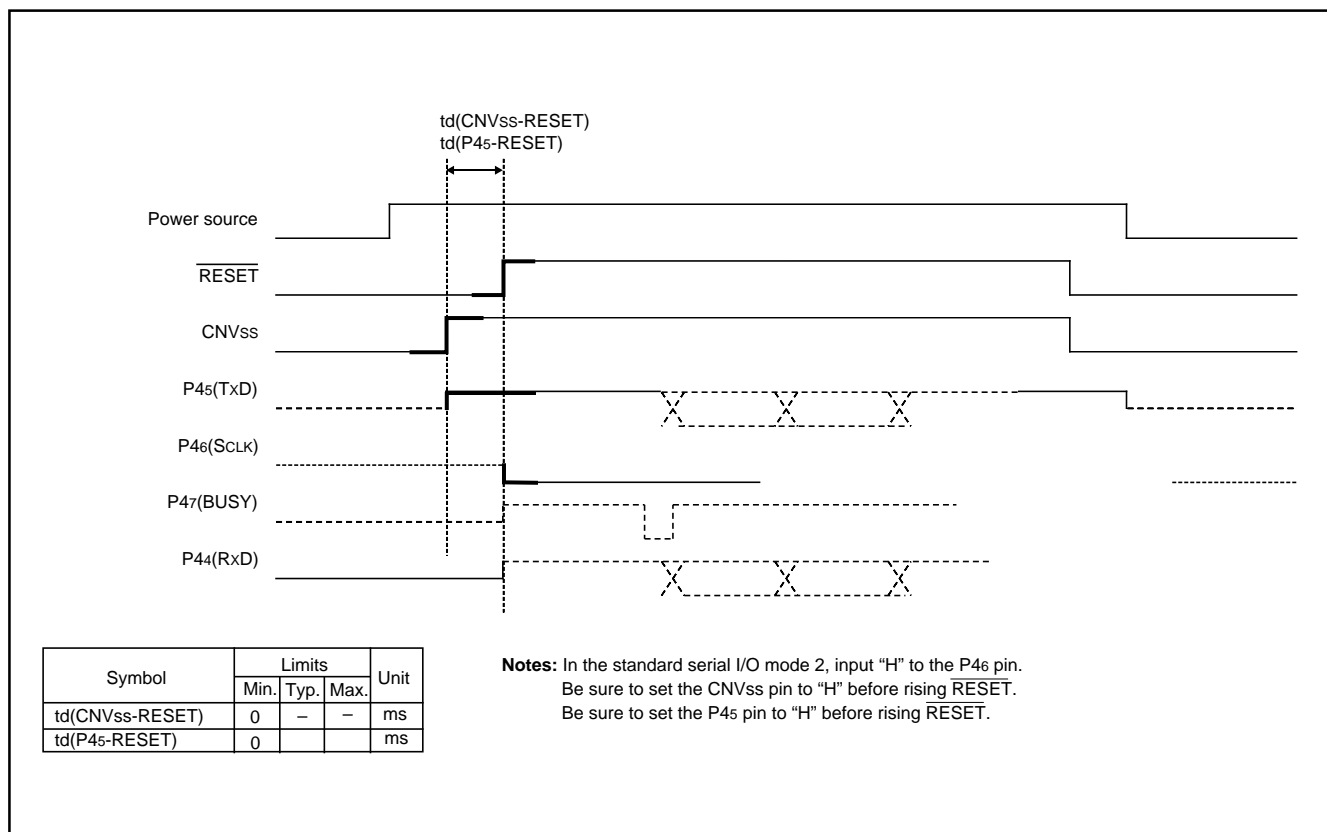 td(CNVss-RESET)
td(P45-RESET)
Power source
RESET
CNVss
P45(TxD)
P46(SCLK)
P47(BUSY)
P44(RxD)
Symbol Limits Unit
Min. Typ. Max.
td(CNVss-RESET) 0 – – ms
td(P45-RESET) 0 ms
Notes: In the standard serial I/O mode 2, input “H” to the P46 pin.
Be sure to set the CNVss pin to “H” before rising RESET.
Be sure to set the P45 pin to “H” before rising RESET.